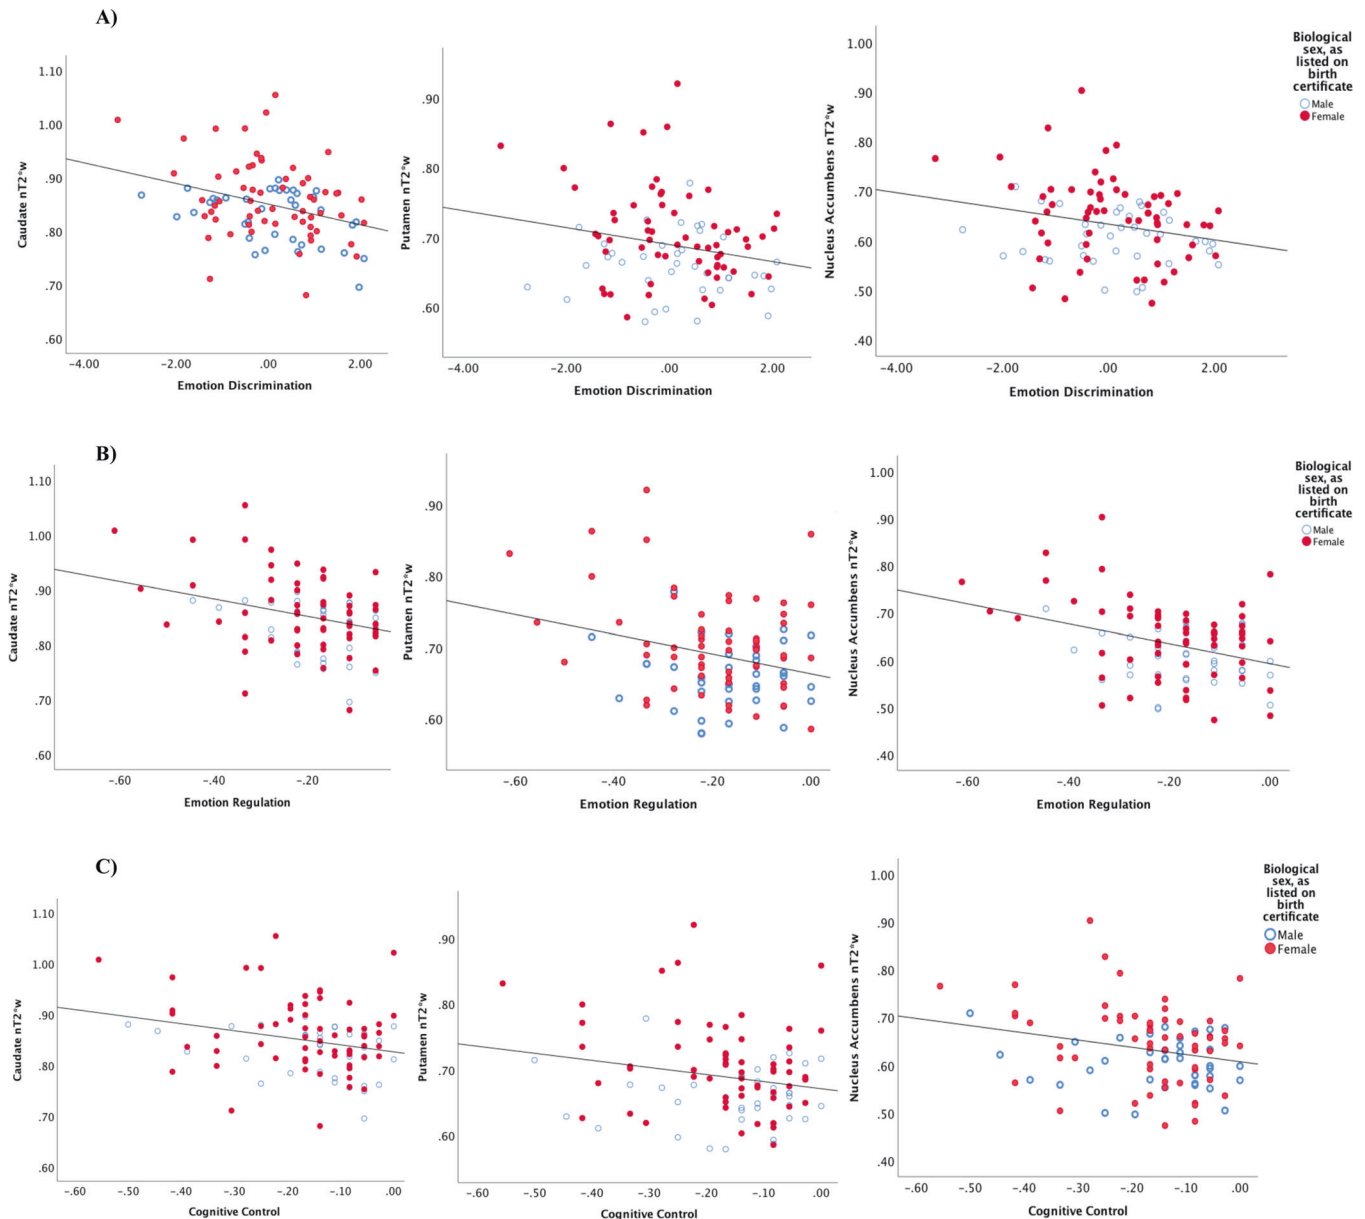 A)
Caudate nT2*w
1.10
1.00
.90
.80
.70
.60
-4.00 -2.00 .00 2.00
Emotion Discrimination
Putamen nT2*w
.90
.80
.70
.60
-4.00 -2.00 .00 2.00
Emotion Discrimination
Nucleus Accumbens nT2*w
1.00
.90
.80
.70
.60
.50
.40
-4.00 -2.00 .00 2.00
Emotion Discrimination
Biological
sex, as
listed on
birth
certificate
Male
Female
B)
Caudate nT2*w
1.10
1.00
.90
.80
.70
.60
-.60 -.40 -.20
Emotion Regulation
Putamen nT2*w
.90
.80
.70
.60
-.60 -.40 -.20 .00
Emotion Regulation
Nucleus Accumbens nT2*w
1.00
.90
.80
.70
.60
.50
.40
-.60 -.40 -.20 .00
Emotion Regulation
Biological
sex, as
listed on
birth
certificate
Male
Female
C)
Caudate nT2*w
1.10
1.00
.90
.80
.70
.60
-.60 -.50 -.40 -.30 -.20 -.10 .00
Cognitive Control
Putamen nT2*w
.90
.80
.70
.60
-.60 -.50 -.40 -.30 -.20 -.10 .00
Cognitive Control
Nucleus Accumbens nT2*w
1.00
.90
.80
.70
.60
.50
.40
-.60 -.50 -.40 -.30 -.20 -.10 .00
Cognitive Control
Biological
sex, as
listed on
birth
certificate
Male
Female